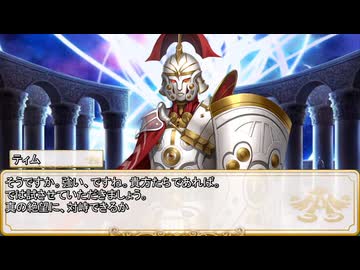 ティム
そうですか。強い、ですね。貴方たちであれば。
では試させていただきましょう。
真の絶望に、対峙できるか